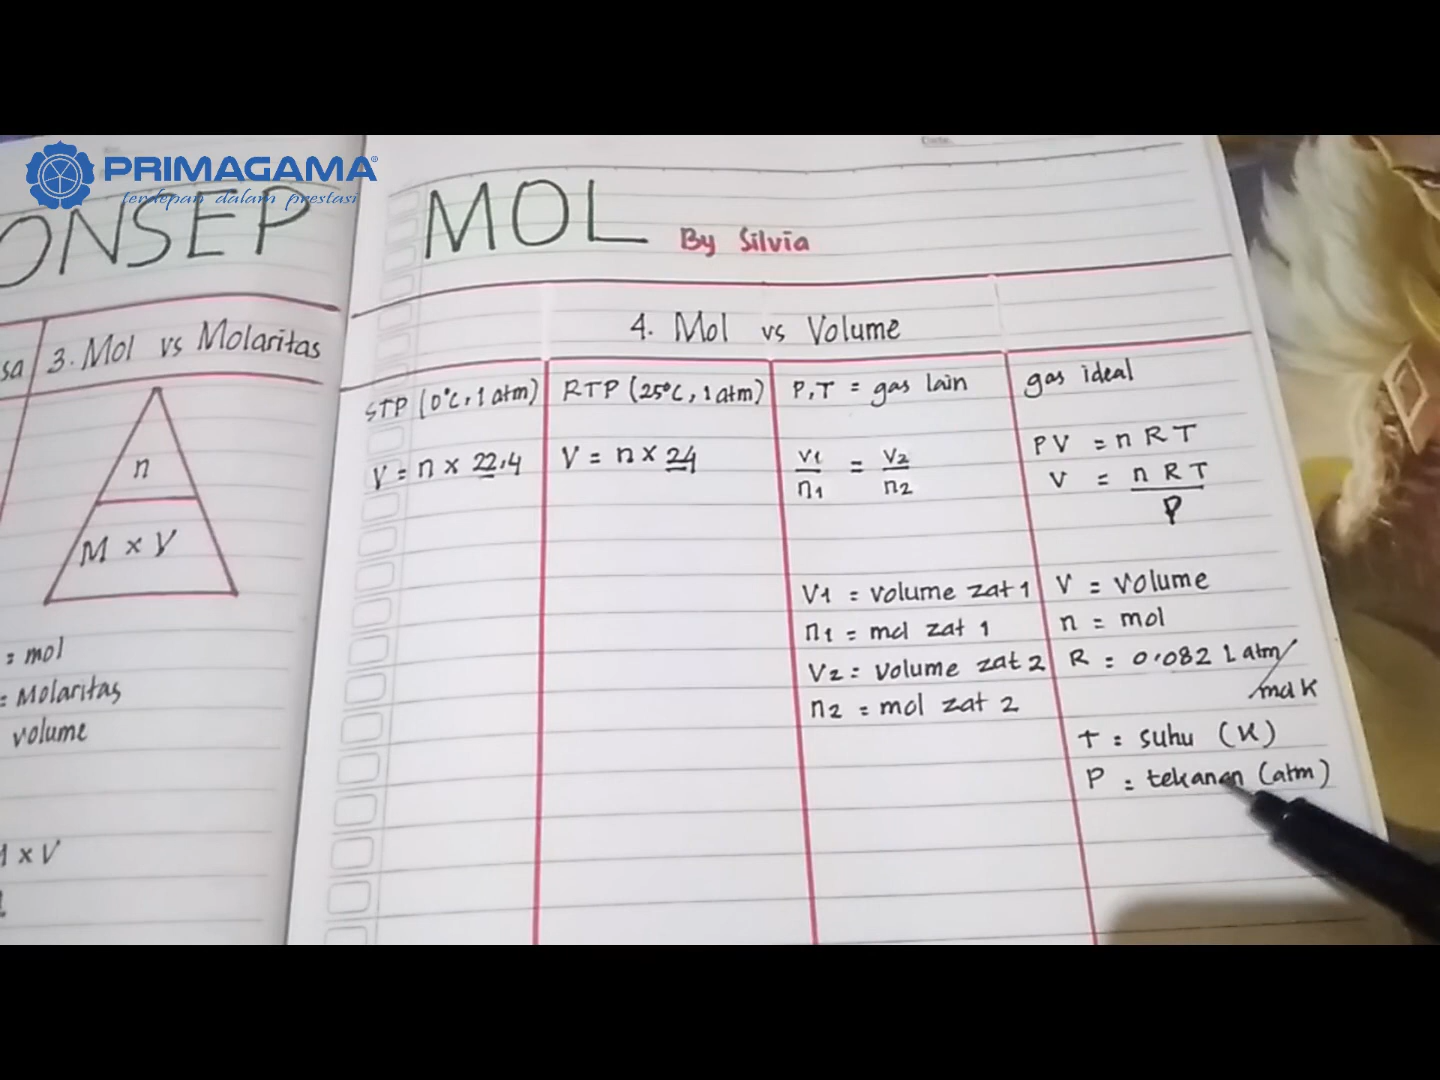 PRIMAGAMA®
terdepan dalam prestasi
ONSEP MOL By Silvia
sa
3. Mol vs Molaritas
n
M × V
= mol
= Molaritas
volume
× V
4. Mol vs Volume
STP (0°C, 1 atm)
V = n × 22,4
RTP (25°C, 1 atm)
V = n × 24
P, T = gas lain
V1/n1 = V2/n2
V1 = volume zat 1
n1 = mol zat 1
V2 = volume zat 2
n2 = mol zat 2
gas ideal
PV = n R T
V = n R T / P
V = volume
n = mol
R = 0.082 L atm/
mol K
T = suhu (K)
P = tekanan (atm)